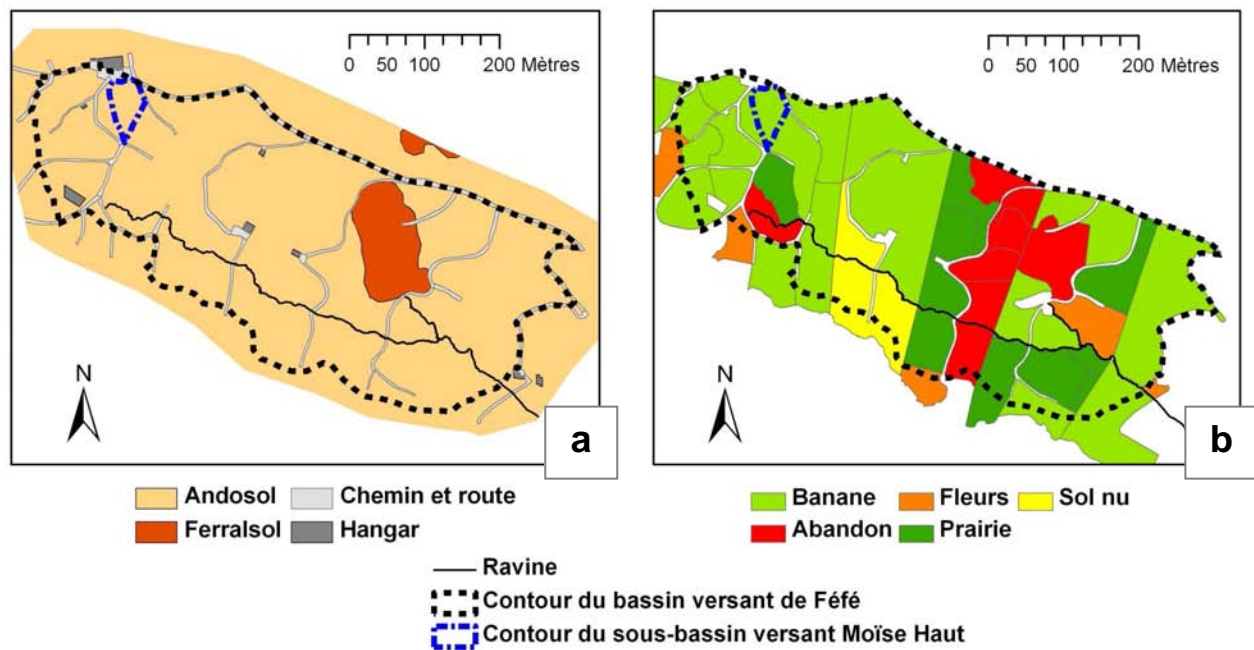 0 50 100 200 Mètres
N
a
0 50 100 200 Mètres
N
b
Andosol Chemin et route
Ferralsol Hangar
Banane Fleurs Sol nu
Abandon Prairie
Ravine
Contour du bassin versant de Féfé
Contour du sous-bassin versant Moïse Haut